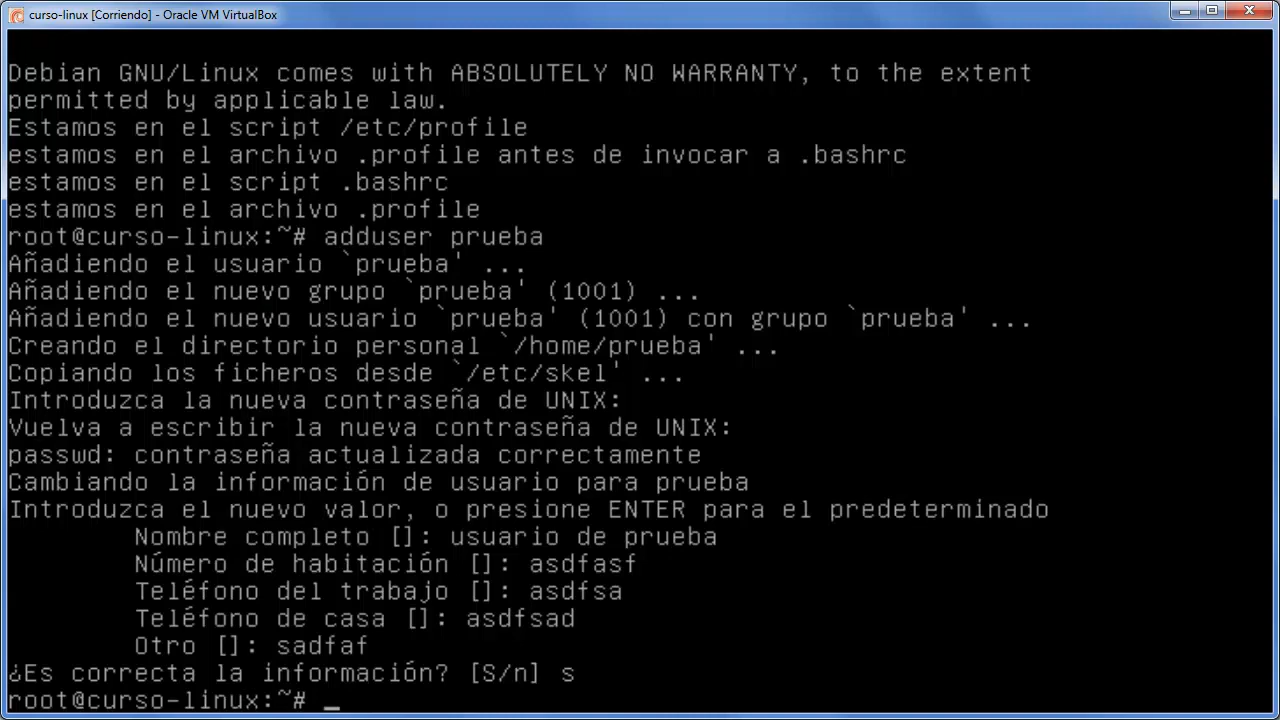 curso-linux [Corriendo] - Oracle VM VirtualBox
Debian GNU/Linux comes with ABSOLUTELY NO WARRANTY, to the extent
permitted by applicable law.
Estamos en el script /etc/profile
estamos en el archivo .profile antes de invocar a .bashrc
estamos en el script .bashrc
estamos en el archivo .profile
root@curso-linux:~# adduser prueba
Añadiendo el usuario `prueba' ...
Añadiendo el nuevo grupo `prueba' (1001) ...
Añadiendo el nuevo usuario `prueba' (1001) con grupo `prueba' ...
Creando el directorio personal `/home/prueba' ...
Copiando los ficheros desde `/etc/skel' ...
Introduzca la nueva contraseña de UNIX:
Vuelva a escribir la nueva contraseña de UNIX:
passwd: contraseña actualizada correctamente
Cambiando la información de usuario para prueba
Introduzca el nuevo valor, o presione ENTER para el predeterminado
Nombre completo []: usuario de prueba
Número de habitación []: asdfasf
Teléfono del trabajo []: asdfsa
Teléfono de casa []: asdfsad
Otro []: sadfaf
¿Es correcta la información? [S/n] s
root@curso-linux:~# _